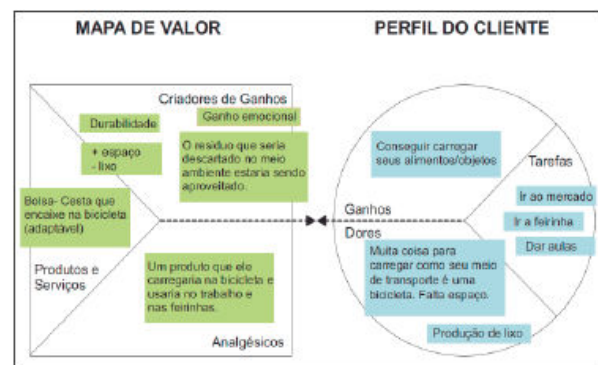 MAPA DE VALOR
Criadores de Ganhos
Durabilidade
Ganho emocional
+ espaço
- lixo
O resíduo que seria
descartado no meio
ambiente estaria sendo
aproveitado.
Bolsa- Cesta que
encaixe na bicicleta
(adaptável)
Produtos e
Serviços
Um produto que ele
carregaria na bicicleta e
usaria no trabalho e
nas feirinhas.
Analgésicos
PERFIL DO CLIENTE
Conseguir carregar
seus alimentos/objetos
Tarefas
Ir ao mercado
Ir a feirinha
Dar aulas
Ganhos
Dores
Muita coisa para
carregar como seu meio
de transporte é uma
bicicleta. Falta espaço.
Produção de lixo